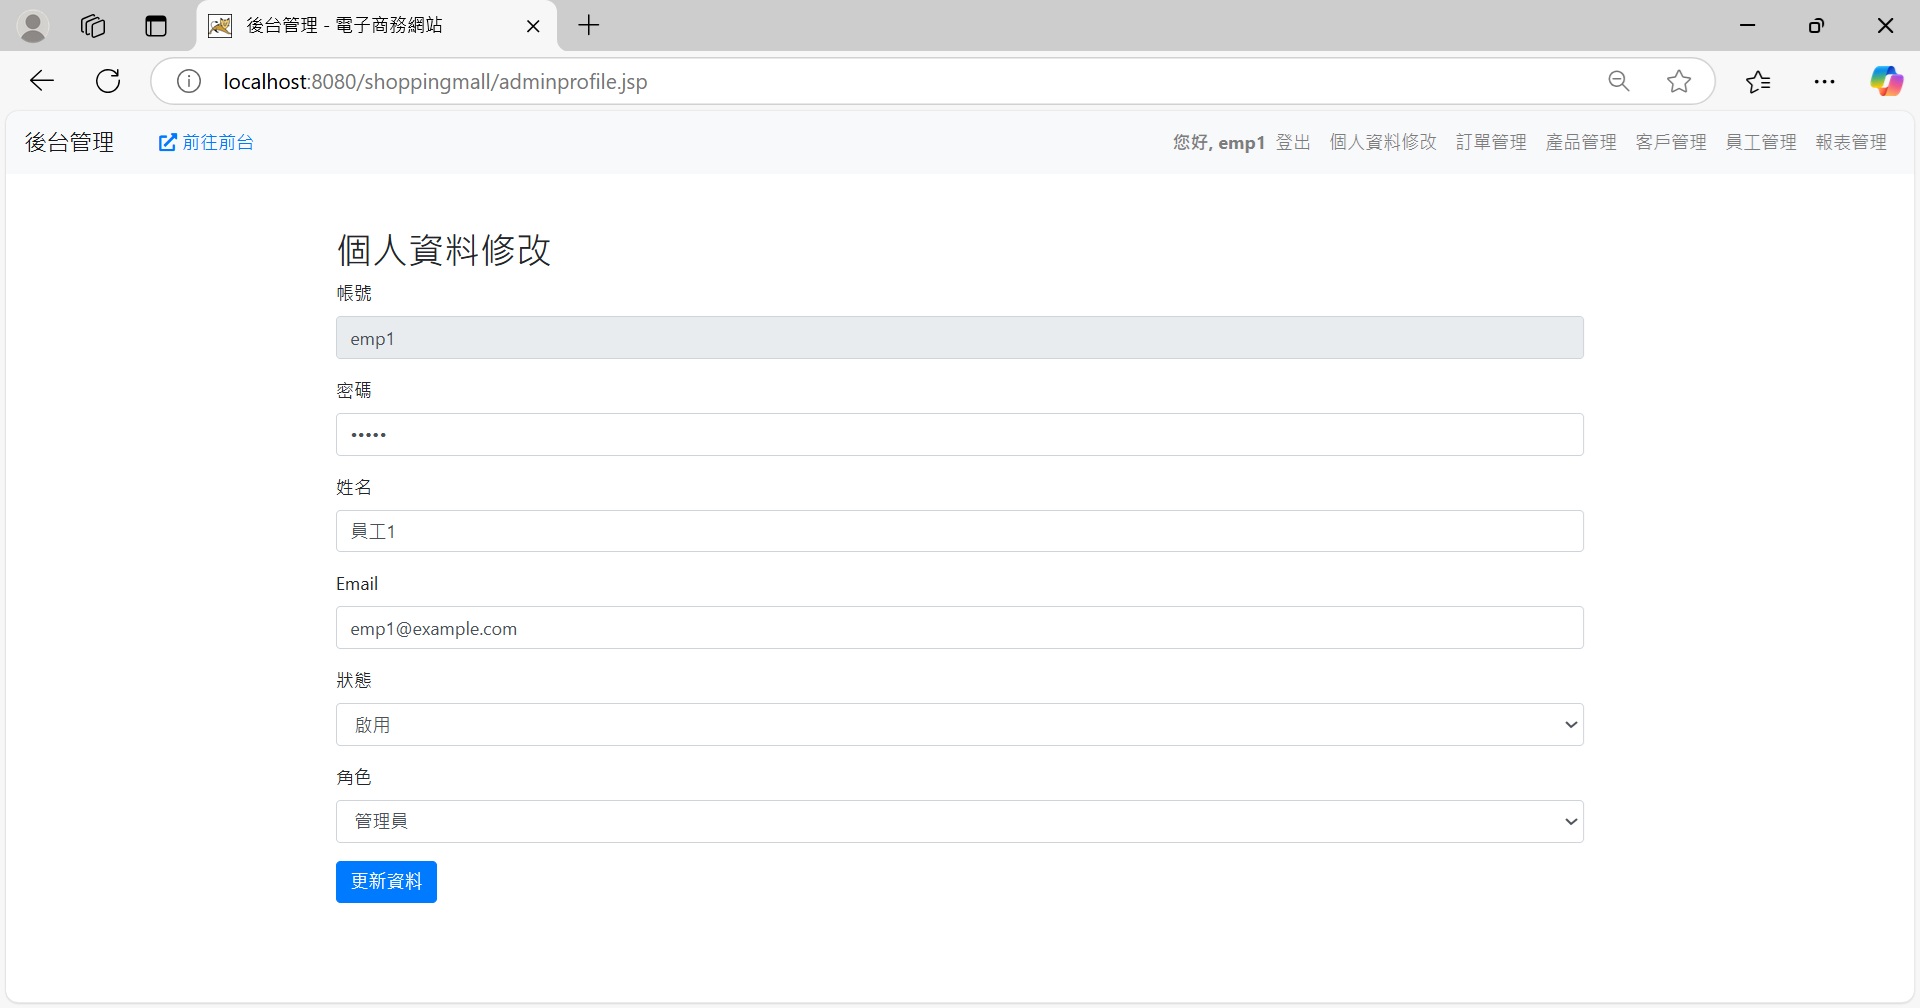 後台管理 - 電子商務網站
localhost:8080/shoppingmall/adminprofile.jsp
後台管理 前往前台 您好, emp1 登出 個人資料修改 訂單管理 產品管理 客戶管理 員工管理 報表管理
個人資料修改
帳號
emp1
密碼
•••••
姓名
員工1
Email
emp1@example.com
狀態
啟用
角色
管理員
更新資料